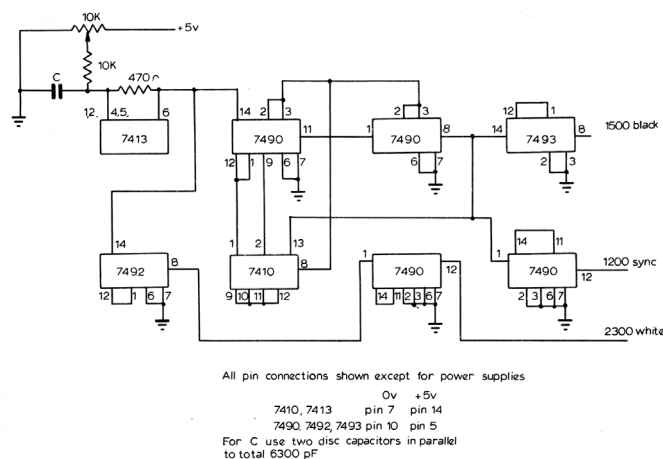 10K
+5v
10K
C
470Ω
1,2, 4,5, 6
7413
14 2 3
7490
11
12 1 9 6 7
1 2 3
7490
8
6 7
12 1
14 7493 8
2 3
1500 black
14
7492
8
12 1 6 7
1 2 13
7410
8
9 10 11 12
1
7490
12
14 11 2 3 6 7
14 11
1
7490
12
2 3 6 7
1200 sync
2300 white
All pin connections shown except for power supplies
0v +5v
7410, 7413 pin 7 pin 14
7490, 7492, 7493 pin 10 pin 5
For C use two disc capacitors in parallel
to total 6300 pF